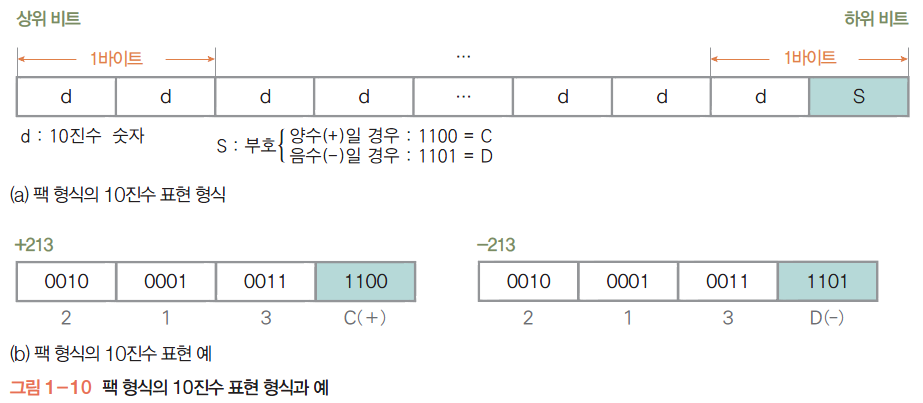 상위 비트 하위 비트
1바이트 … 1바이트
d d d d … d d d S
d : 10진수 숫자
S : 부호{양수(+)일 경우 : 1100 = C
음수(-)일 경우 : 1101 = D
(a) 팩 형식의 10진수 표현 형식
+213 -213
0010 0001 0011 1100 0010 0001 0011 1101
2 1 3 C(+) 2 1 3 D(-)
(b) 팩 형식의 10진수 표현 예
그림 1-10 팩 형식의 10진수 표현 형식과 예